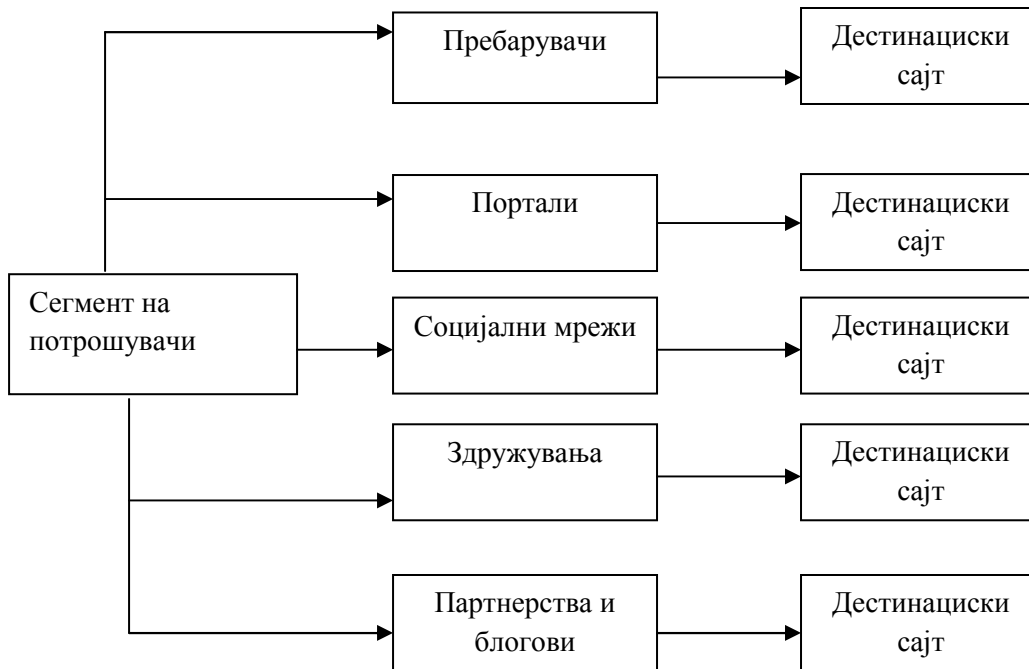 Пребарувачи
Дестинациски
сајт
Портали
Дестинациски
сајт
Сегмент на
потрошувачи
Социјални мрежи
Дестинациски
сајт
Здружувања
Дестинациски
сајт
Партнерства и
блогови
Дестинациски
сајт